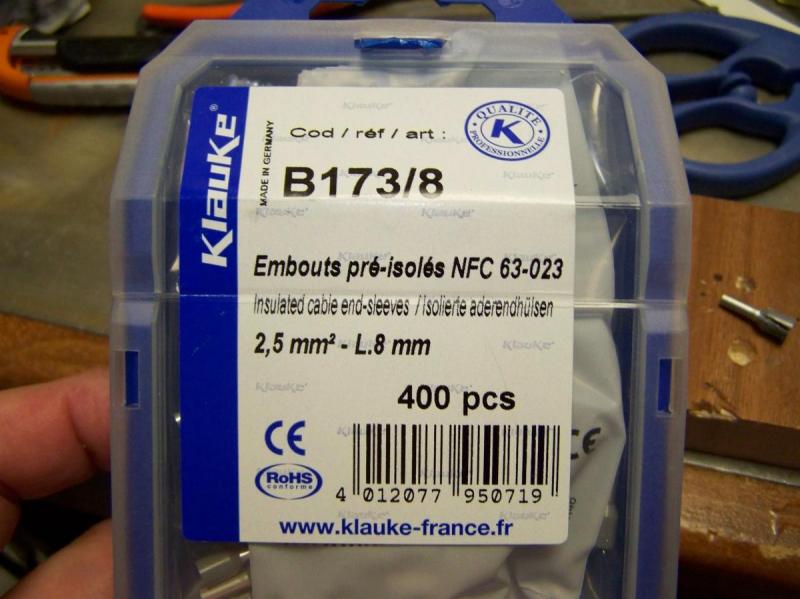 Klauke®
MADE IN GERMANY
Cod / réf / art :
QUALITE
K
PROFESSIONNELLE
B173/8
Embouts pré-isolés NFC 63-023
Insulated cable end-sleeves / isolierte aderendhülsen
2,5 mm² - L.8 mm
400 pcs
CE
CE
RoHS
conforme
4 012077 950719
www.klauke-france.fr